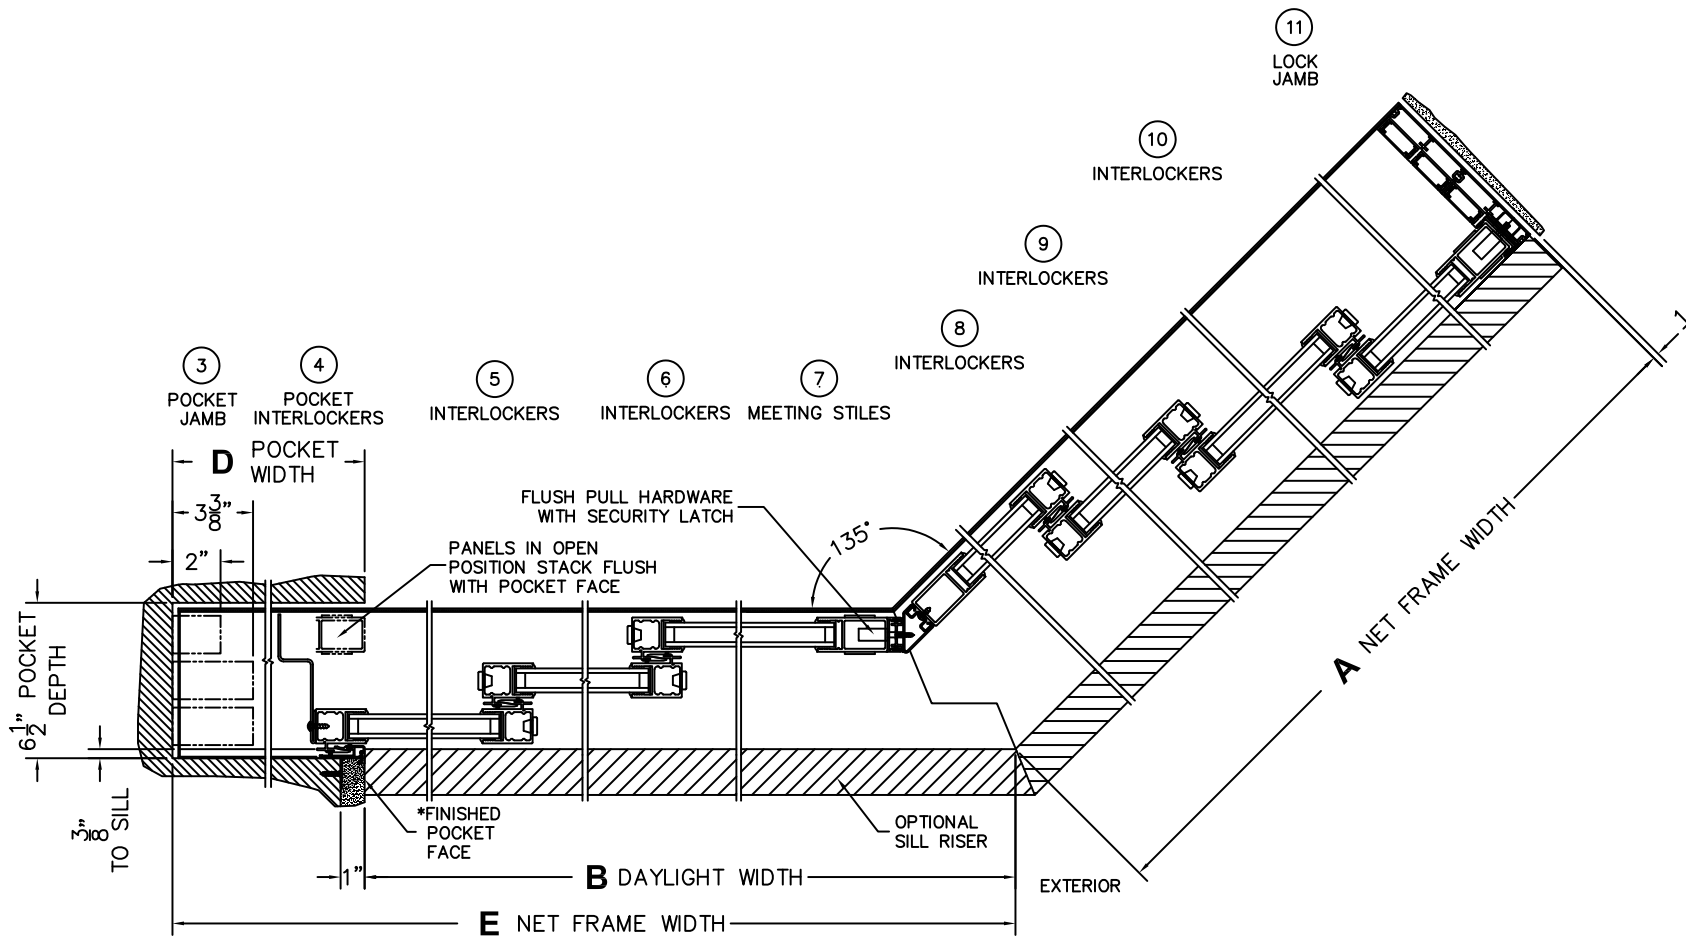 11
LOCK
JAMB
10
INTERLOCKERS
9
INTERLOCKERS
8
INTERLOCKERS
3
POCKET
JAMB
4
POCKET
INTERLOCKERS
5
INTERLOCKERS
6
INTERLOCKERS
7
MEETING STILES
D POCKET
WIDTH
3 3/8"
2"
FLUSH PULL HARDWARE
WITH SECURITY LATCH
PANELS IN OPEN
POSITION STACK FLUSH
WITH POCKET FACE
135°
1
A NET FRAME WIDTH
6 1/2" POCKET
DEPTH
3/8"
TO SILL
*FINISHED
POCKET
FACE
OPTIONAL
SILL RISER
1"
B DAYLIGHT WIDTH
EXTERIOR
E NET FRAME WIDTH